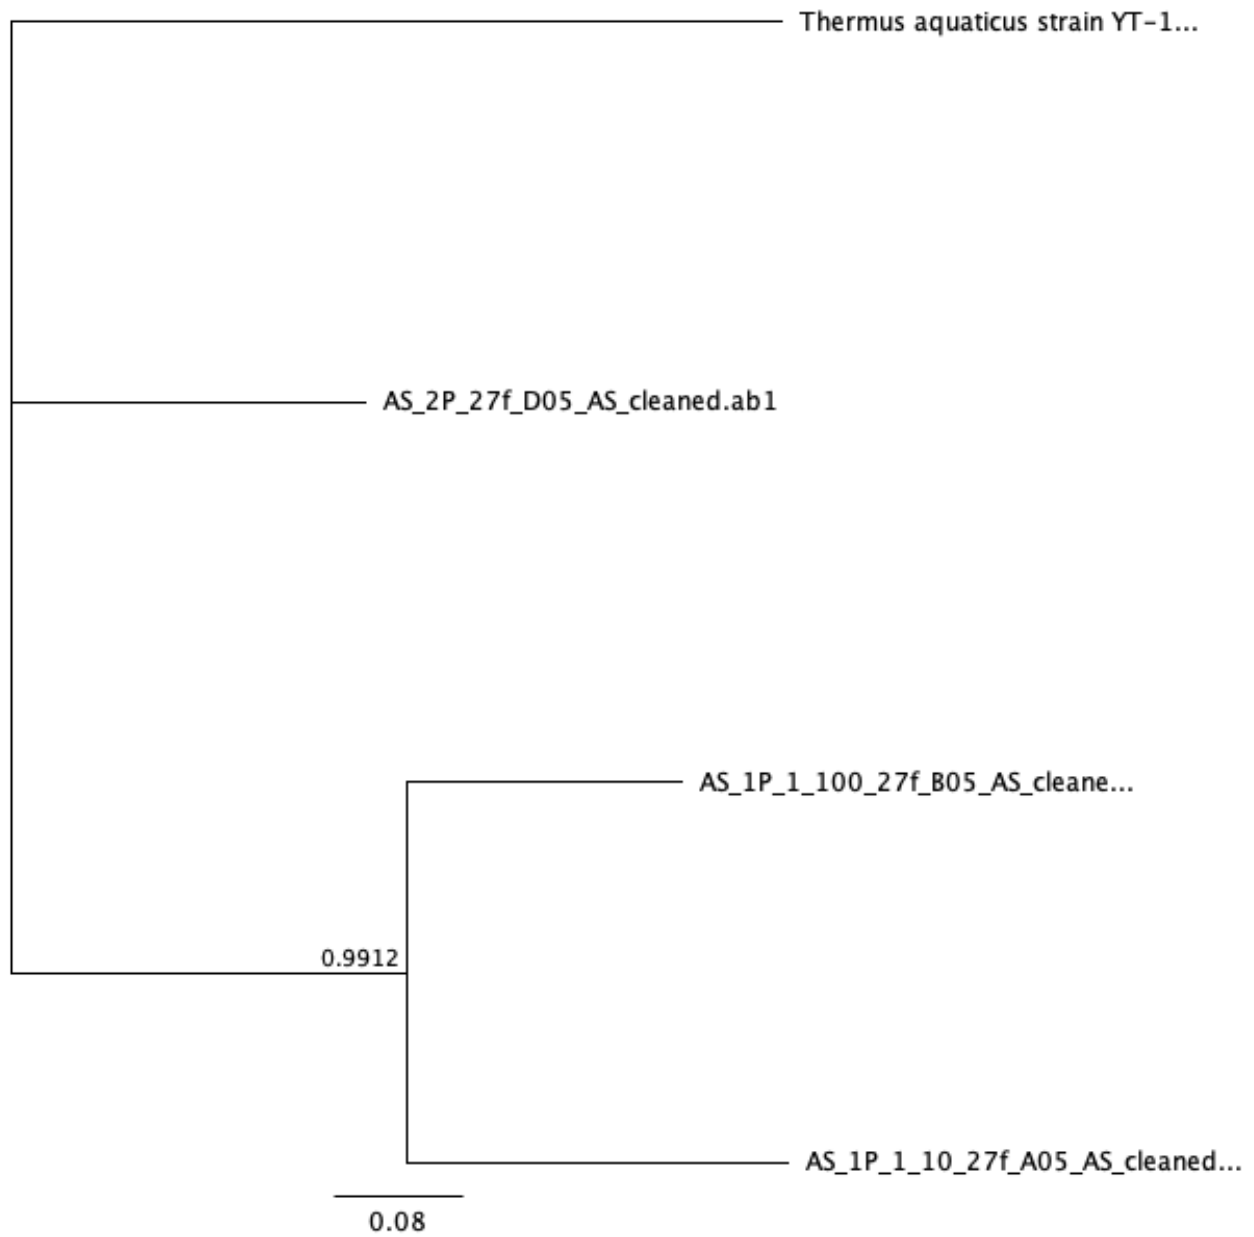 Thermus aquaticus strain YT-1...
AS_2P_27f_D05_AS_cleaned.ab1
AS_1P_1_100_27f_B05_AS_cleane...
0.9912
AS_1P_1_10_27f_A05_AS_cleaned...
0.08